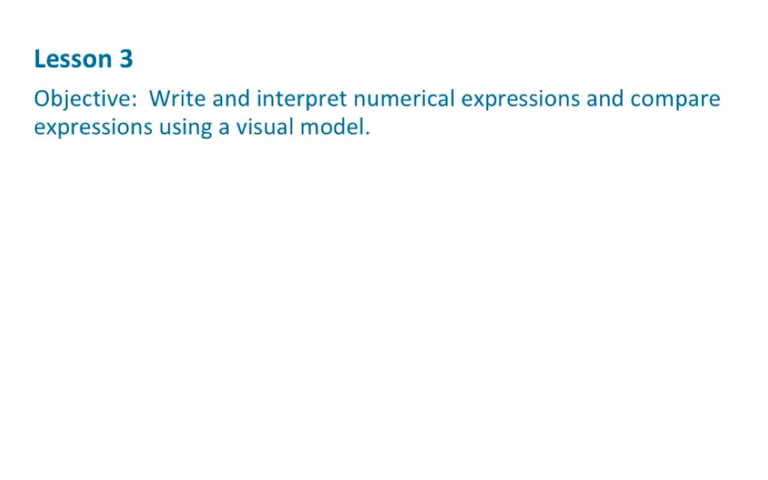 Lesson 3
Objective:  Write and interpret numerical expressions and compare
expressions using a visual model.